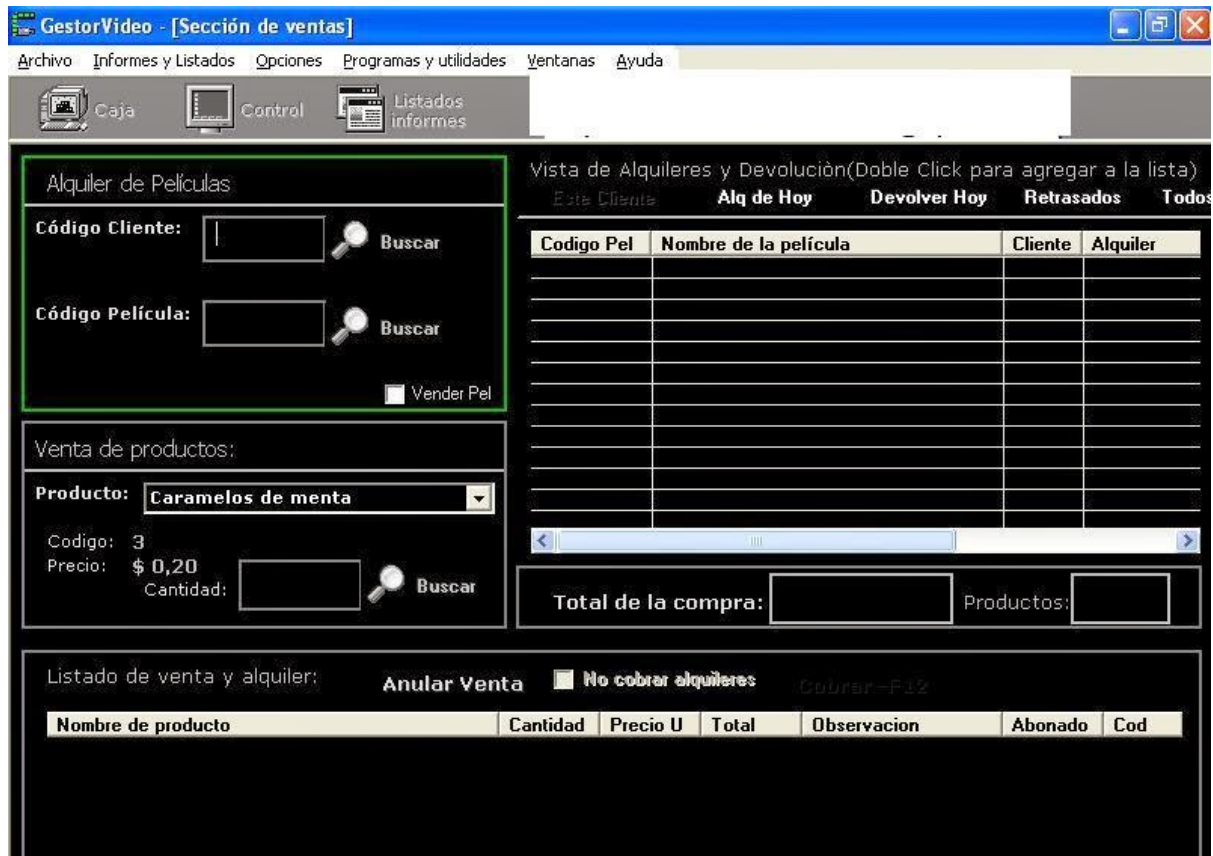 GestorVideo - [Sección de ventas]
Archivo Informes y Listados Opciones Programas y utilidades Ventanas Ayuda
Caja Control Listados informes
Alquiler de Películas
Código Cliente: Buscar
Código Película: Buscar
Vender Pel
Vista de Alquileres y Devoluciòn(Doble Click para agregar a la lista)
Este Cliente Alq de Hoy Devolver Hoy Retrasados Todos
Codigo Pel Nombre de la película Cliente Alquiler
Venta de productos:
Producto: Caramelos de menta
Codigo: 3
Precio: $ 0,20
Cantidad: Buscar
Total de la compra: Productos:
Listado de venta y alquiler: Anular Venta No cobrar alquileres Cobrar-F12
Nombre de producto Cantidad Precio U Total Observacion Abonado Cod